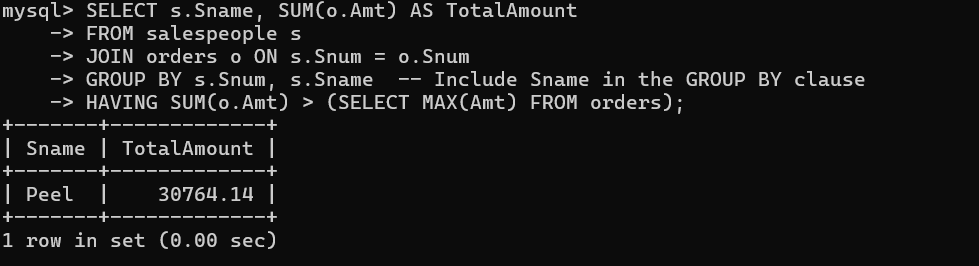 mysql> SELECT s.Sname, SUM(o.Amt) AS TotalAmount
    -> FROM salespeople s
    -> JOIN orders o ON s.Snum = o.Snum
    -> GROUP BY s.Snum, s.Sname  -- Include Sname in the GROUP BY clause
    -> HAVING SUM(o.Amt) > (SELECT MAX(Amt) FROM orders);
+-------+-------------+
| Sname | TotalAmount |
+-------+-------------+
| Peel  |    30764.14 |
+-------+-------------+
1 row in set (0.00 sec)